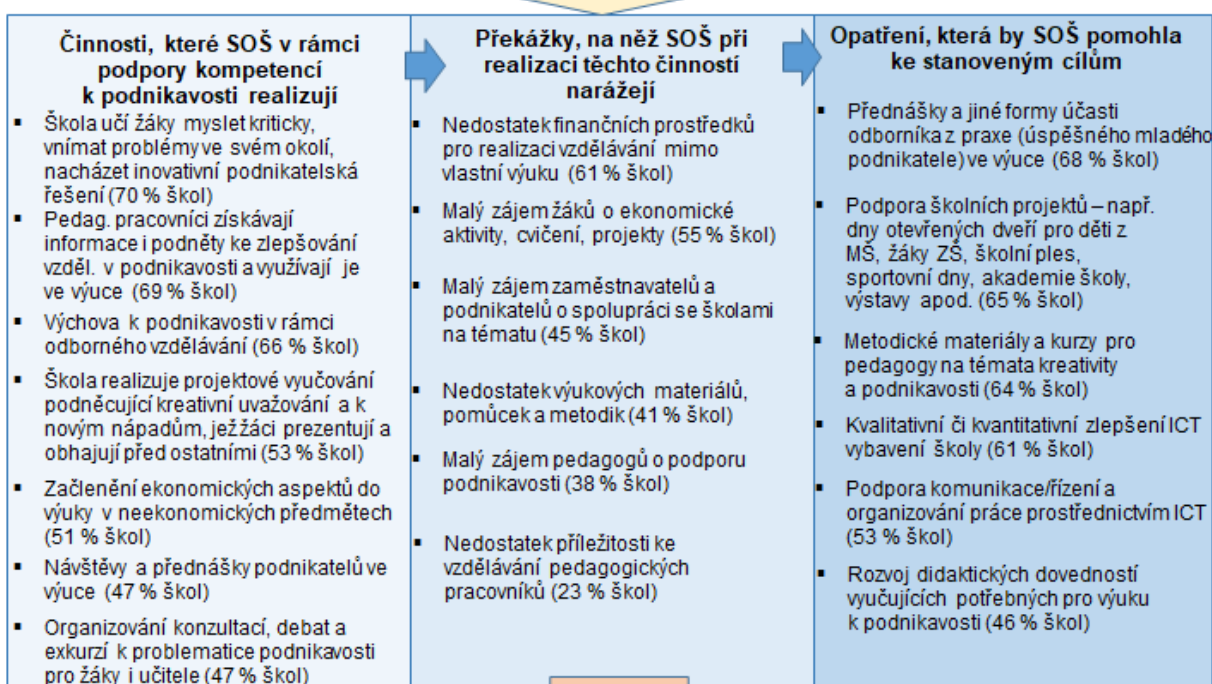 Činnosti, které SOŠ v rámci
podpory kompetencí
k podnikavosti realizují
▪ Škola učí žáky myslet kriticky,
vnímat problémy ve svém okolí,
nacházet inovativní podnikatelská
řešení (70 % škol)
▪ Pedag. pracovníci získávají
informace i podněty ke zlepšování
vzděl. v podnikavosti a využívají je
ve výuce (69 % škol)
▪ Výchova k podnikavosti v rámci
odborného vzdělávání (66 % škol)
▪ Škola realizuje projektové vyučování
podněcující kreativní uvažování a k
novým nápadům, jež žáci prezentují a
obhajují před ostatními (53 % škol)
▪ Začlenění ekonomických aspektů do
výuky v neekonomických předmětech
(51 % škol)
▪ Návštěvy a přednášky podnikatelů ve
výuce (47 % škol)
▪ Organizování konzultací, debat a
exkurzí k problematice podnikavosti
pro žáky i učitele (47 % škol)
Překážky, na něž SOŠ při
realizaci těchto činností
narážejí
▪ Nedostatek finančních prostředků
pro realizaci vzdělávání mimo
vlastní výuku (61 % škol)
▪ Malý zájem žáků o ekonomické
aktivity, cvičení, projekty (55 % škol)
▪ Malý zájem zaměstnavatelů a
podnikatelů o spolupráci se školami
na tématu (45 % škol)
▪ Nedostatek výukových materiálů,
pomůcek a metodik (41 % škol)
▪ Malý zájem pedagogů o podporu
podnikavosti (38 % škol)
▪ Nedostatek příležitosti ke
vzdělávání pedagogických
pracovníků (23 % škol)
Opatření, která by SOŠ pomohla
ke stanoveným cílům
▪ Přednášky a jiné formy účasti
odborníka z praxe (úspěšného mladého
podnikatele) ve výuce (68 % škol)
▪ Podpora školních projektů – např.
dny otevřených dveří pro děti z
MŠ, žáky ZŠ, školní ples,
sportovní dny, akademie školy,
výstavy apod. (65 % škol)
▪ Metodické materiály a kurzy pro
pedagogy na témata kreativity
a podnikavosti (64 % škol)
▪ Kvalitativní či kvantitativní zlepšení ICT
vybavení školy (61 % škol)
▪ Podpora komunikace/řízení a
organizování práce prostřednictvím ICT
(53 % škol)
▪ Rozvoj didaktických dovedností
vyučujících potřebných pro výuku
k podnikavosti (46 % škol)